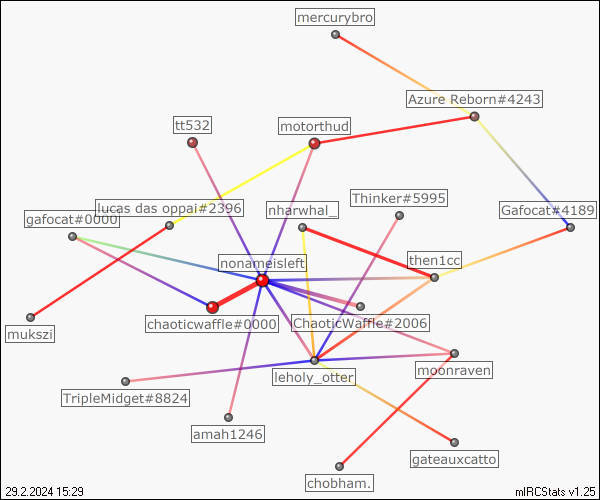 mercurybro
Azure Reborn#4243
tt532
motorthud
Thinker#5995
lucas das oppai#2396
nharwhal_
gafocat#0000
Gafocat#4189
nonameisleft
then1cc
chaoticwaffle#0000
ChaoticWaffle#2006
mukszi
moonraven
leholy_otter
TripleMidget#8824
amah1246
gateauxcatto
chobham.
29.2.2024 15:29
mIRCStats v1.25